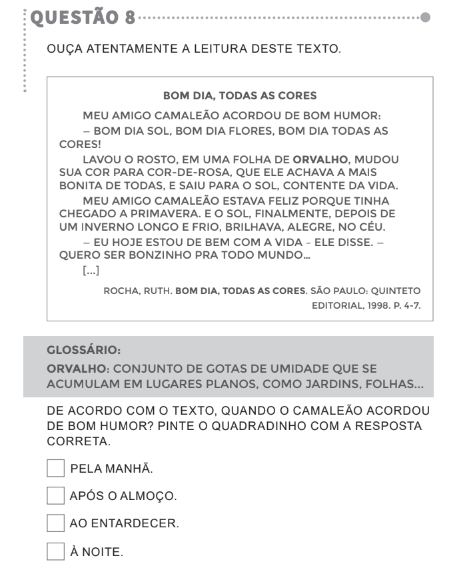 QUESTÃO 8
OUÇA ATENTAMENTE A LEITURA DESTE TEXTO.
BOM DIA, TODAS AS CORES
MEU AMIGO CAMALEÃO ACORDOU DE BOM HUMOR:
– BOM DIA SOL, BOM DIA FLORES, BOM DIA TODAS AS
CORES!
LAVOU O ROSTO, EM UMA FOLHA DE ORVALHO, MUDOU
SUA COR PARA COR-DE-ROSA, QUE ELE ACHAVA A MAIS
BONITA DE TODAS, E SAIU PARA O SOL, CONTENTE DA VIDA.
MEU AMIGO CAMALEÃO ESTAVA FELIZ PORQUE TINHA
CHEGADO A PRIMAVERA. E O SOL, FINALMENTE, DEPOIS DE
UM INVERNO LONGO E FRIO, BRILHAVA, ALEGRE, NO CÉU.
– EU HOJE ESTOU DE BEM COM A VIDA – ELE DISSE. –
QUERO SER BONZINHO PRA TODO MUNDO...
[...]
ROCHA, RUTH. BOM DIA, TODAS AS CORES. SÃO PAULO: QUINTETO
EDITORIAL, 1998. P. 4-7.
GLOSSÁRIO:
ORVALHO: CONJUNTO DE GOTAS DE UMIDADE QUE SE
ACUMULAM EM LUGARES PLANOS, COMO JARDINS, FOLHAS...
DE ACORDO COM O TEXTO, QUANDO O CAMALEÃO ACORDOU
DE BOM HUMOR? PINTE O QUADRADINHO COM A RESPOSTA
CORRETA.
PELA MANHÃ.
APÓS O ALMOÇO.
AO ENTARDECER.
À NOITE.